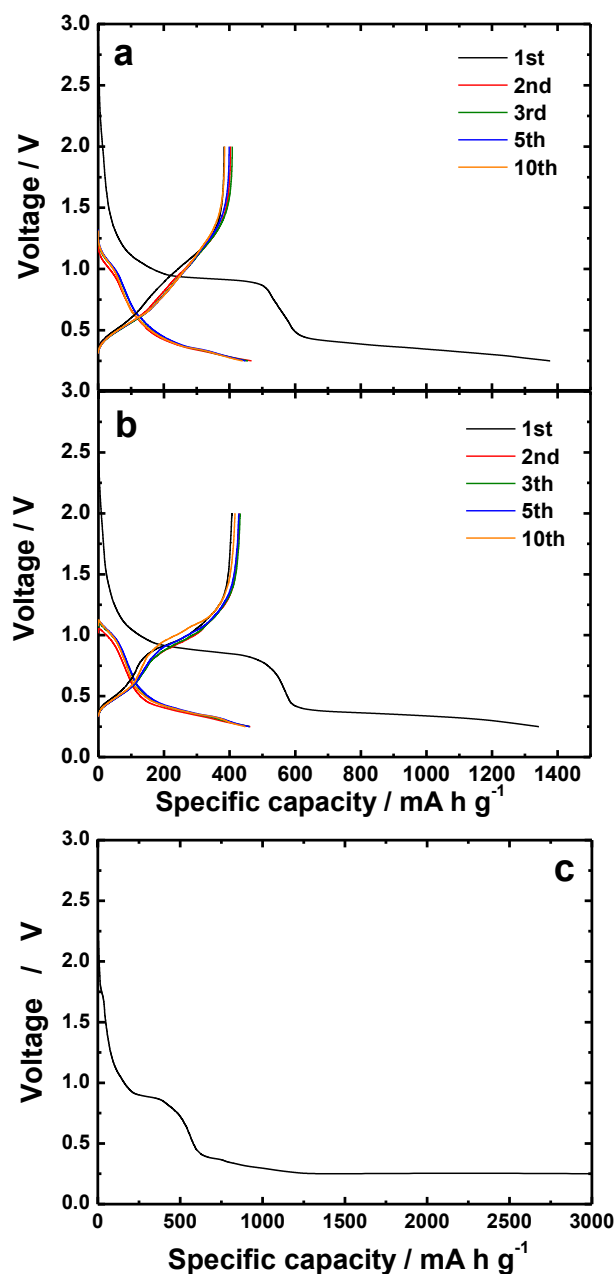 3.0
a
1st
2nd
3rd
5th
10th
2.5
2.0
1.5
1.0
0.5
Voltage / V
3.0
b
1st
2nd
3th
5th
10th
2.5
2.0
1.5
1.0
0.5
0.0
Voltage / V
0 200 400 600 800 1000 1200 1400
Specific capacity / mA h g-1
3.0
c
2.5
2.0
1.5
1.0
0.5
0.0
Voltage / V
0 500 1000 1500 2000 2500 3000
Specific capacity / mA h g-1